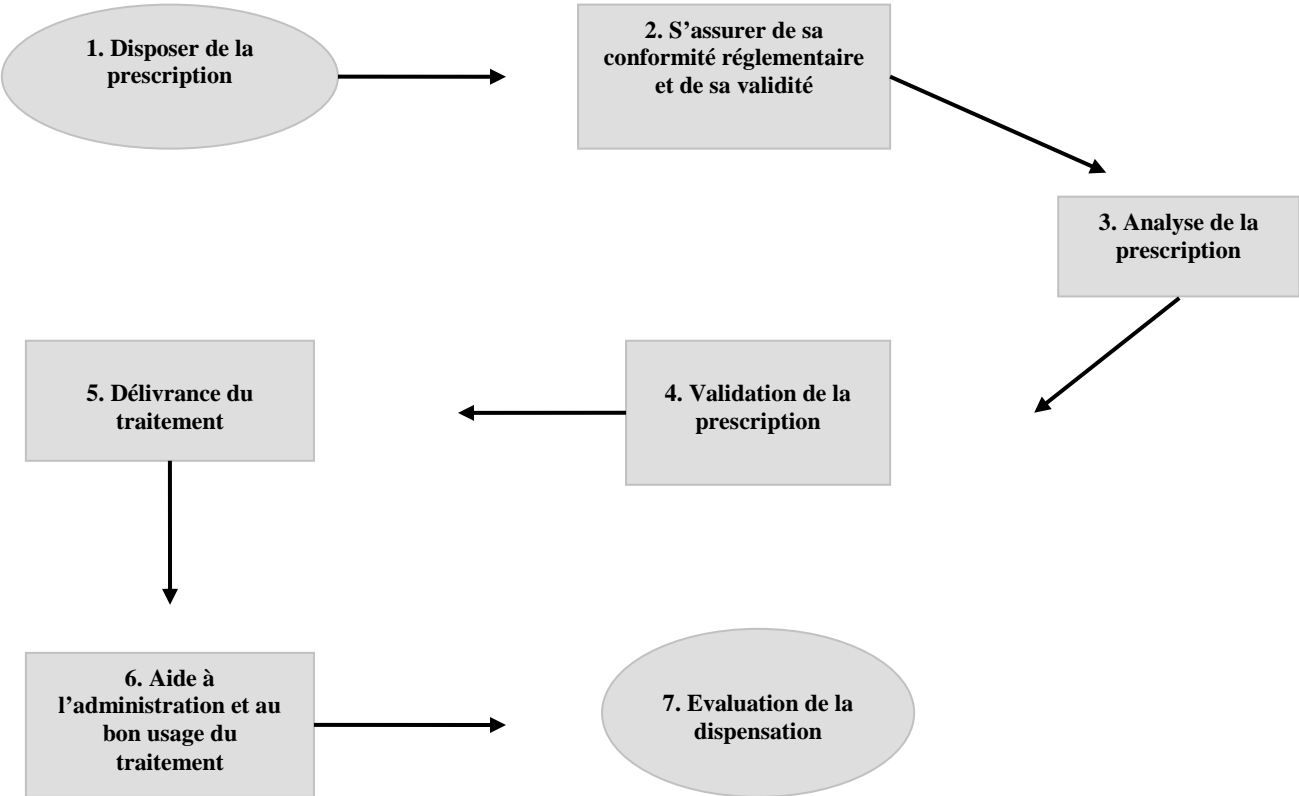 1. Disposer de la
prescription
2. S’assurer de sa
conformité réglementaire
et de sa validité
3. Analyse de la
prescription
4. Validation de la
prescription
5. Délivrance du
traitement
6. Aide à
l’administration et au
bon usage du
traitement
7. Evaluation de la
dispensation